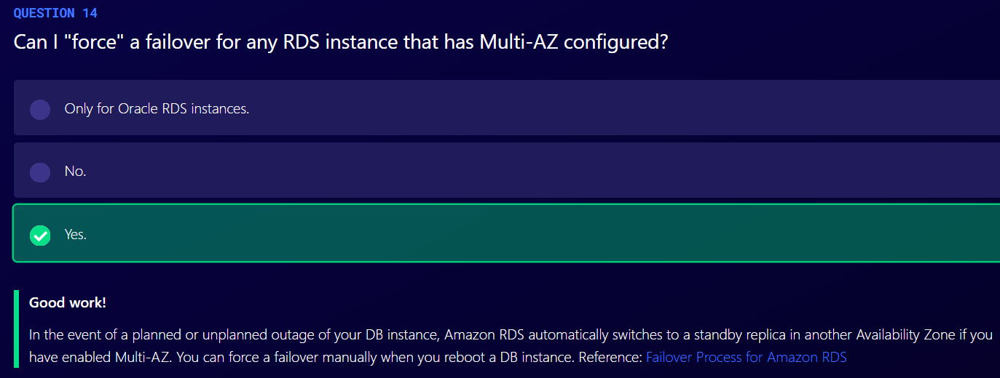 QUESTION 14
Can I "force" a failover for any RDS instance that has Multi-AZ configured?
Only for Oracle RDS instances.
No.
Yes.
Good work!
In the event of a planned or unplanned outage of your DB instance, Amazon RDS automatically switches to a standby replica in another Availability Zone if you
have enabled Multi-AZ. You can force a failover manually when you reboot a DB instance. Reference: Failover Process for Amazon RDS